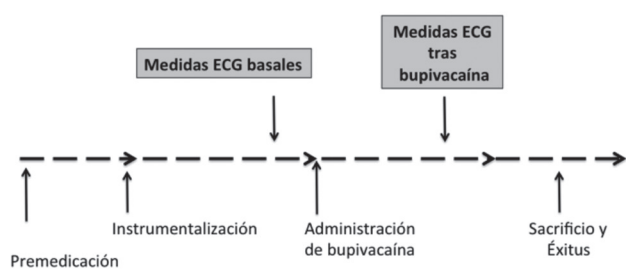 Medidas ECG basales
Medidas ECG
tras
bupivacaína
Instrumentalización
Administración
de bupivacaína
Sacrificio y
Éxitus
Premedicación